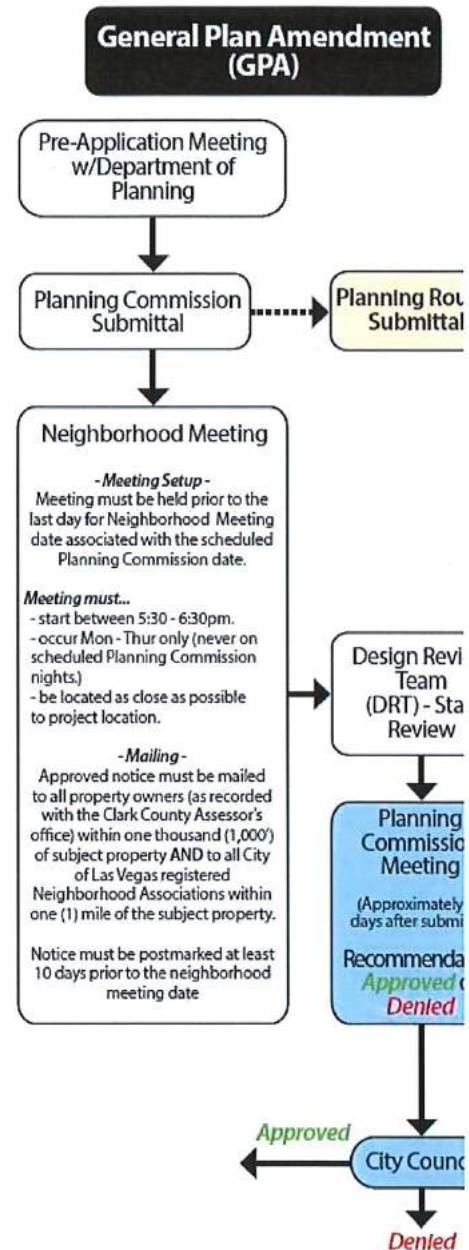 General Plan Amendment
(GPA)
Pre-Application Meeting
w/Department of
Planning
Planning Commission
Submittal
Planning Rou
Submittal
Neighborhood Meeting
- Meeting Setup -
Meeting must be held prior to the
last day for Neighborhood Meeting
date associated with the scheduled
Planning Commission date.
Meeting must...
- start between 5:30 - 6:30pm.
- occur Mon - Thur only (never on
scheduled Planning Commission
nights.)
- be located as close as possible
to project location.
- Mailing -
Approved notice must be mailed
to all property owners (as recorded
with the Clark County Assessor's
office) within one thousand (1,000')
of subject property AND to all City
of Las Vegas registered
Neighborhood Associations within
one (1) mile of the subject property.
Notice must be postmarked at least
10 days prior to the neighborhood
meeting date
Design Revi
Team
(DRT) - Sta
Review
Planning
Commissio
Meeting
(Approximately
days after submi
Recommenda
Approved
Denied
Approved
City Counc
Denied